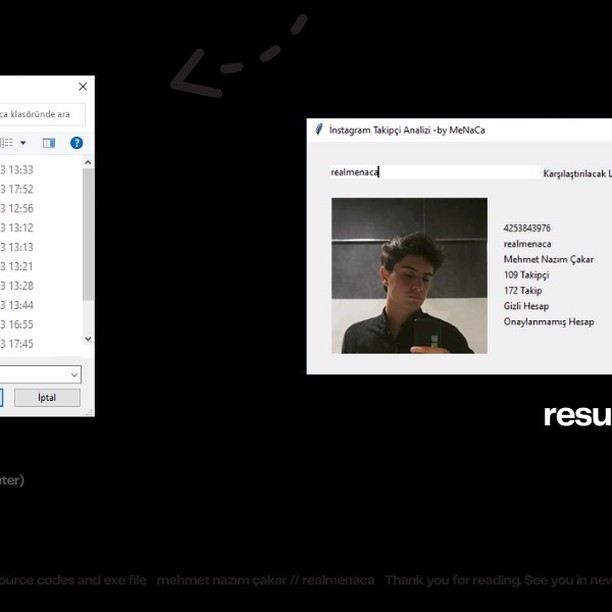 ca klasöründe ara
3 13:33
3 17:52
3 12:56
3 13:12
3 13:13
3 13:21
3 13:28
3 13:44
3 16:55
3 17:45
İptal
İnstagram Takipçi Analizi -by MeNaCa
realmenaca
Karşılaştırılacak L
4253843976
realmenaca
Mehmet Nazım Çakar
109 Takipçi
172 Takip
Gizli Hesap
Onaylanmamış Hesap
resu
ter)
ource codes and exe file mehmet nazım çakar // realmenaca Thank you for reading. See you in new